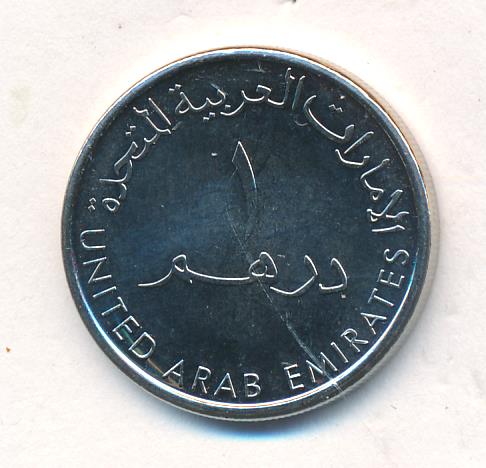 الإمارات العربية المتحدة
١
درهم
UNITED ARAB EMIRATES